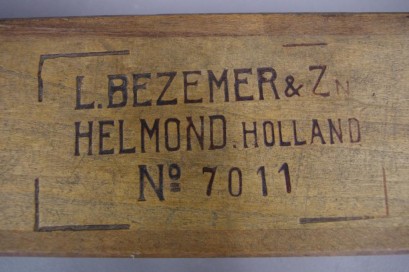 L. BEZEMER & Zn
HELMOND. HOLLAND
Nº 7011